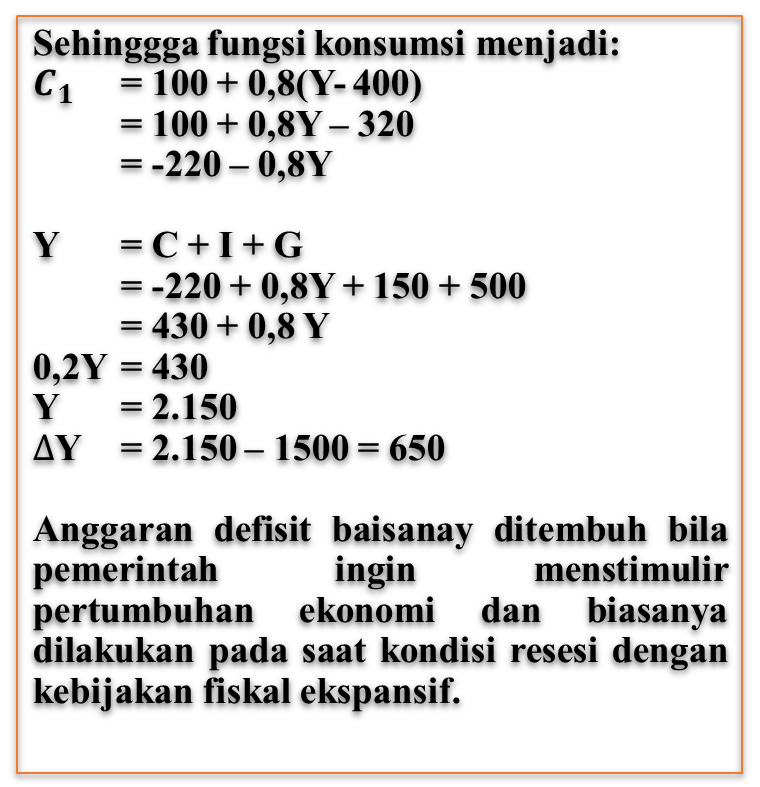 Sehinggga fungsi konsumsi menjadi:
C₁ = 100 + 0,8(Y- 400)
= 100 + 0,8Y – 320
= -220 – 0,8Y
Y = C + I + G
= -220 + 0,8Y + 150 + 500
= 430 + 0,8 Y
0,2Y = 430
Y = 2.150
ΔY = 2.150 – 1500 = 650
Anggaran defisit baisanay ditembuh bila
pemerintah ingin menstimulir
pertumbuhan ekonomi dan biasanya
dilakukan pada saat kondisi resesi dengan
kebijakan fiskal ekspansif.